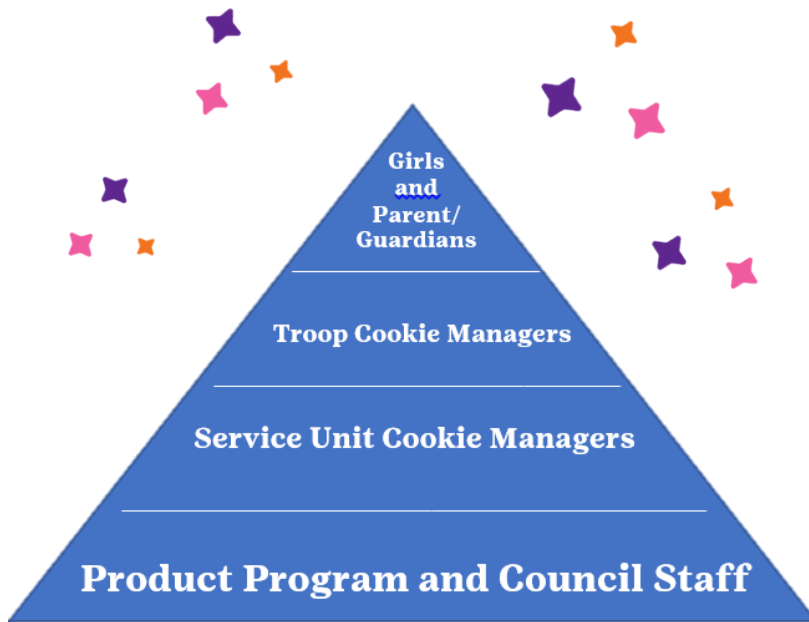 Girls
and
Parent/
Guardians
Troop Cookie Managers
Service Unit Cookie Managers
Product Program and Council Staff